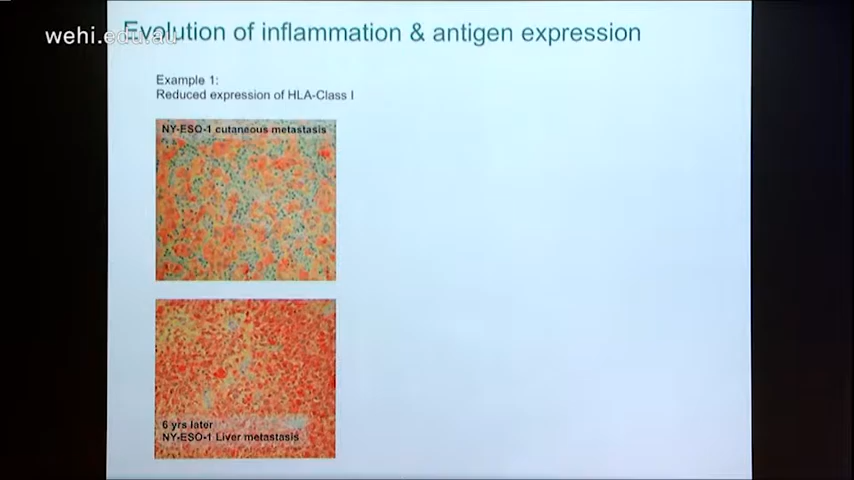 wehi.edu.au
Evolution of inflammation & antigen expression
Example 1:
Reduced expression of HLA-Class I
NY-ESO-1 cutaneous metastasis
6 yrs later
NY-ESO-1 Liver metastasis